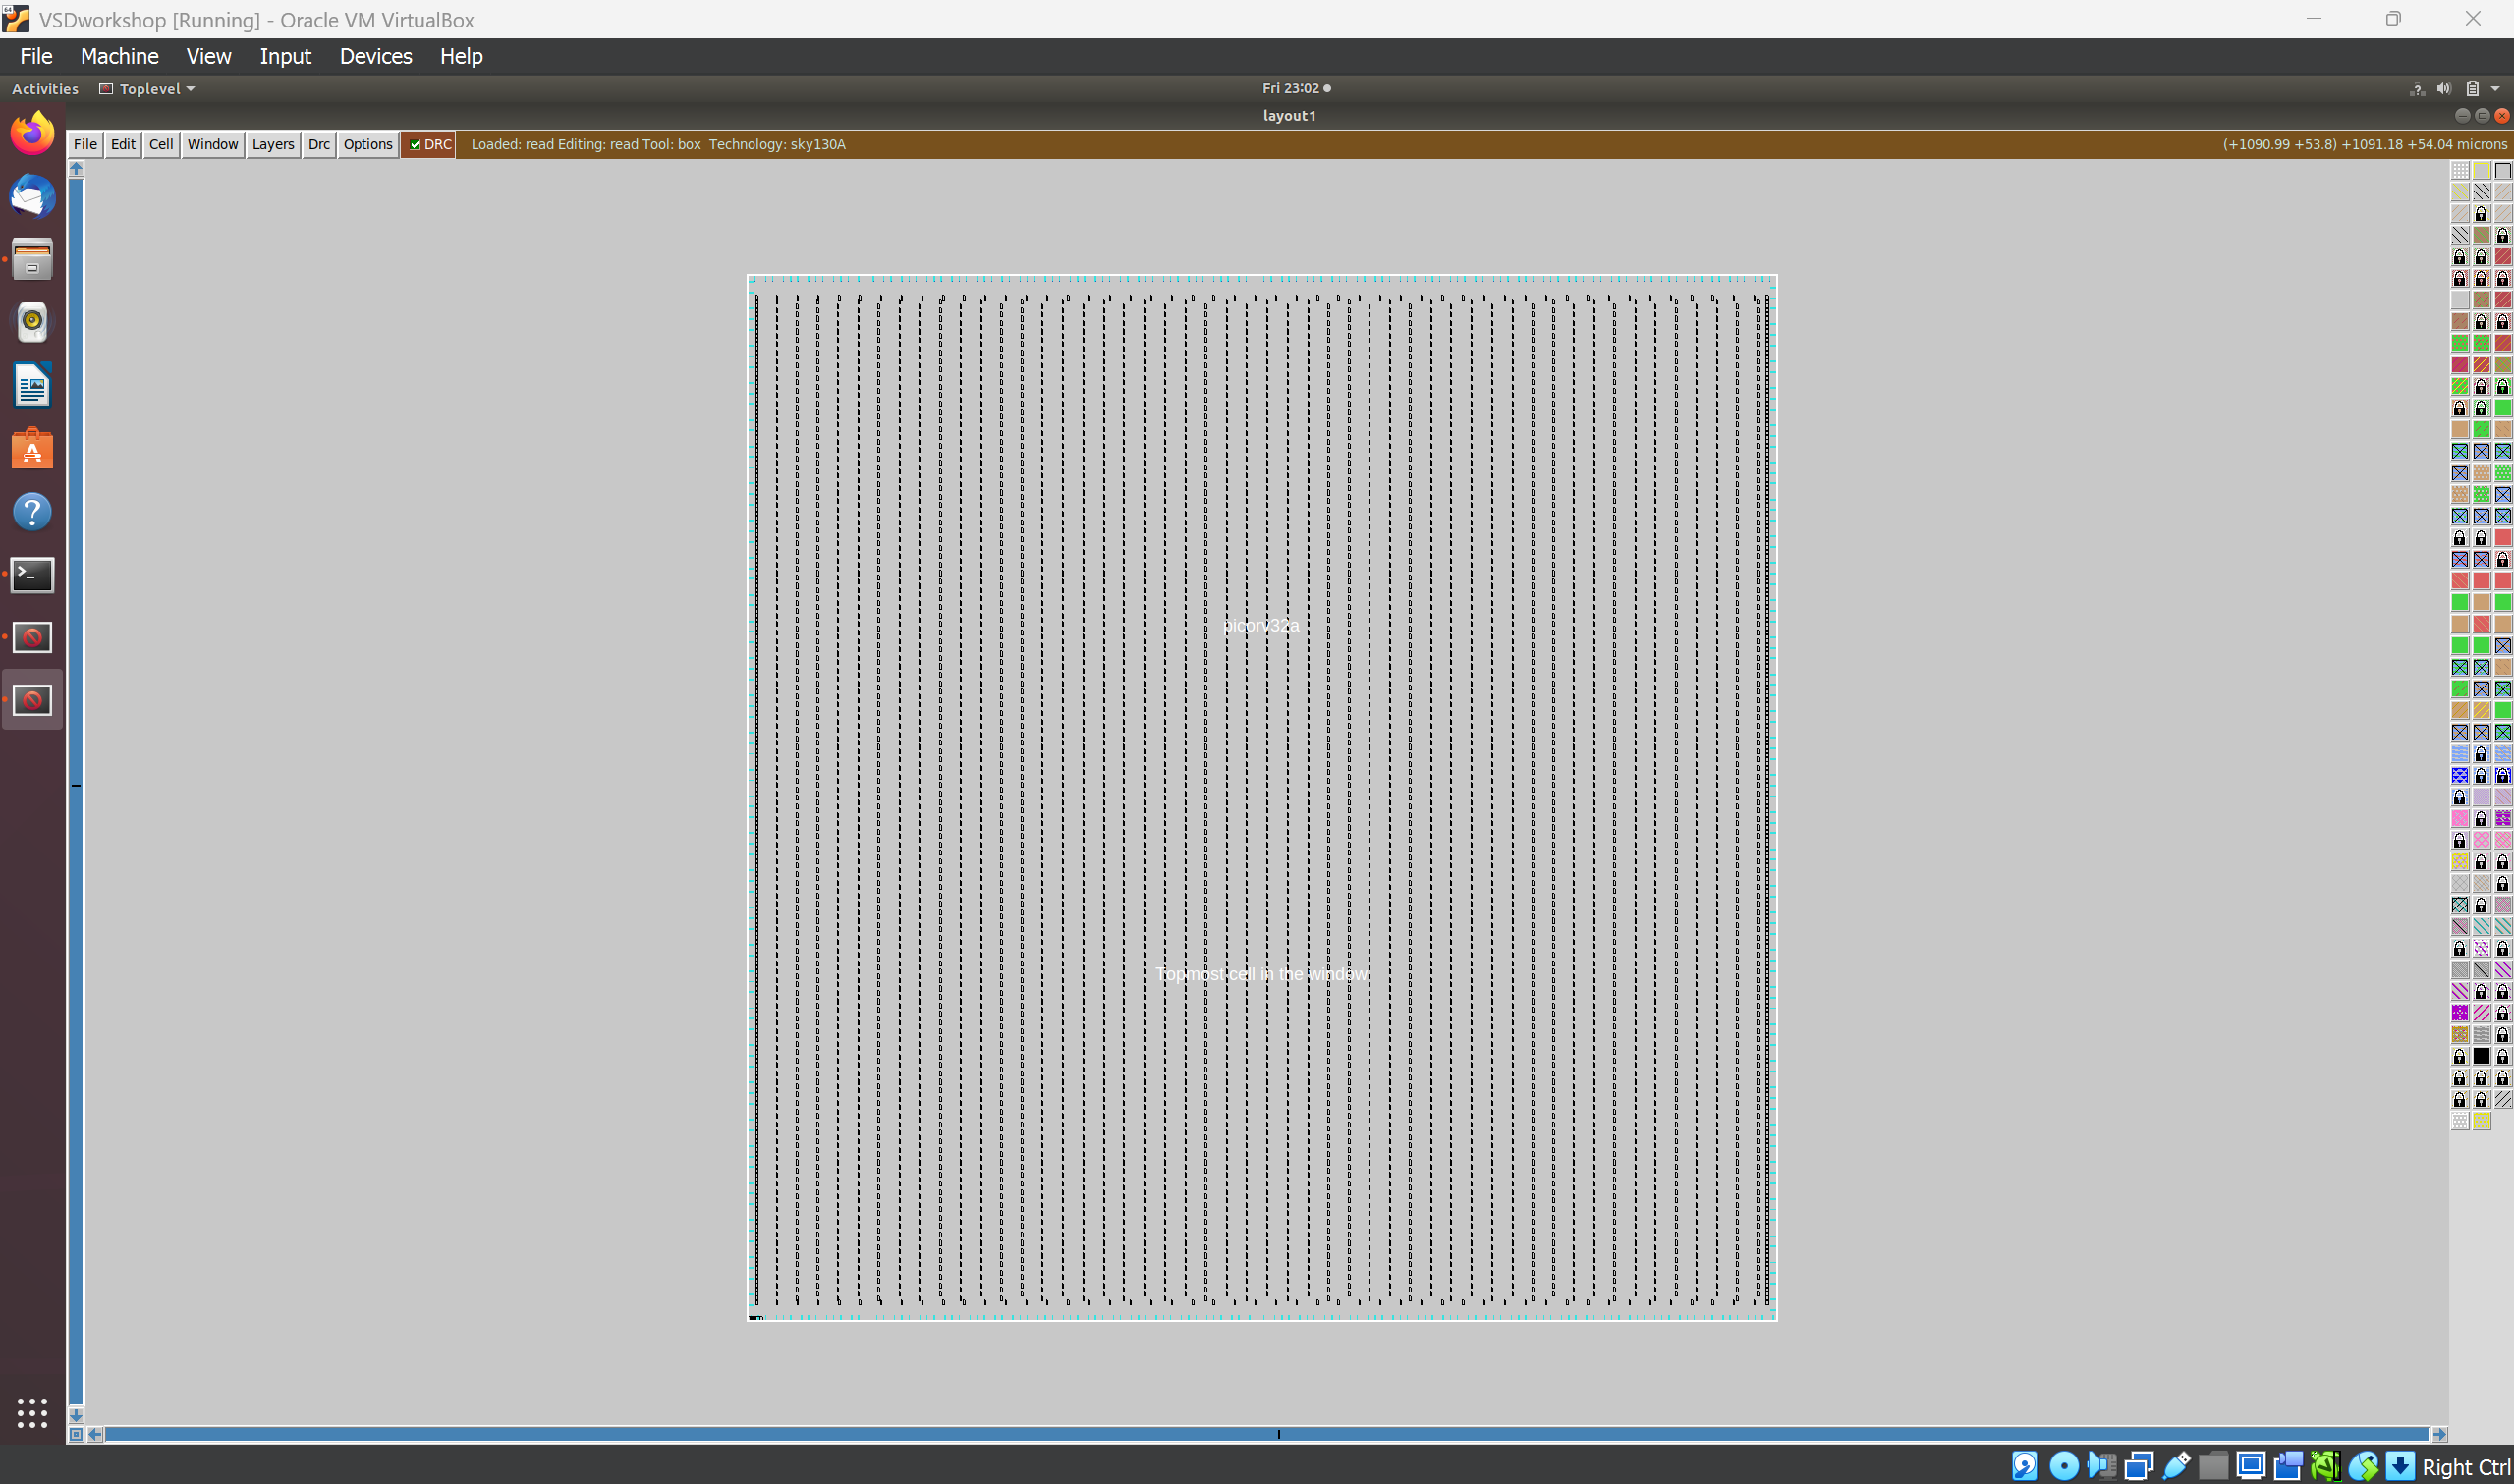 VSDworkshop [Running] - Oracle VM VirtualBox
File Machine View Input Devices Help
Activities Toplevel Fri 23:02
layout1
File Edit Cell Window Layers Drc Options DRC Loaded: read Editing: read Tool: box Technology: sky130A (+1090.99 +53.8) +1091.18 +54.04 microns
picorv32a
Topmost cell in the window
Right Ctrl